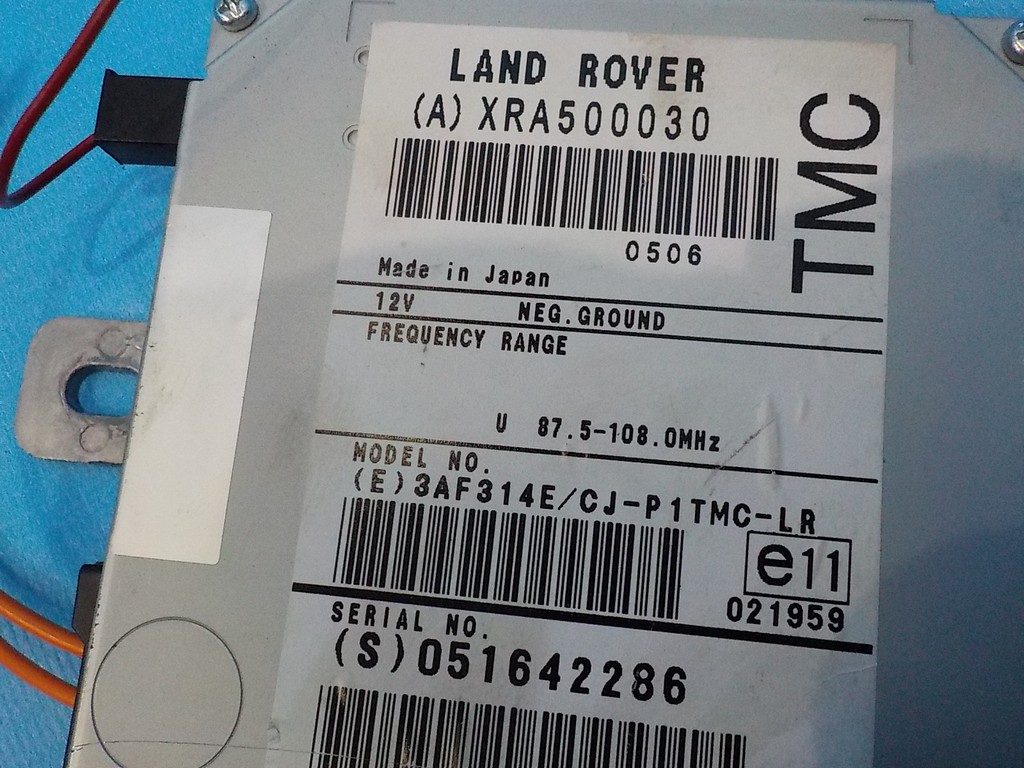 LAND ROVER
(A) XRA500030
TMC
0506
Made in Japan
12V NEG.GROUND
FREQUENCY RANGE
U 87.5-108.0MHz
MODEL NO.
(E)3AF314E/CJ-P1TMC-LR
e11
021959
SERIAL NO.
(S)051642286